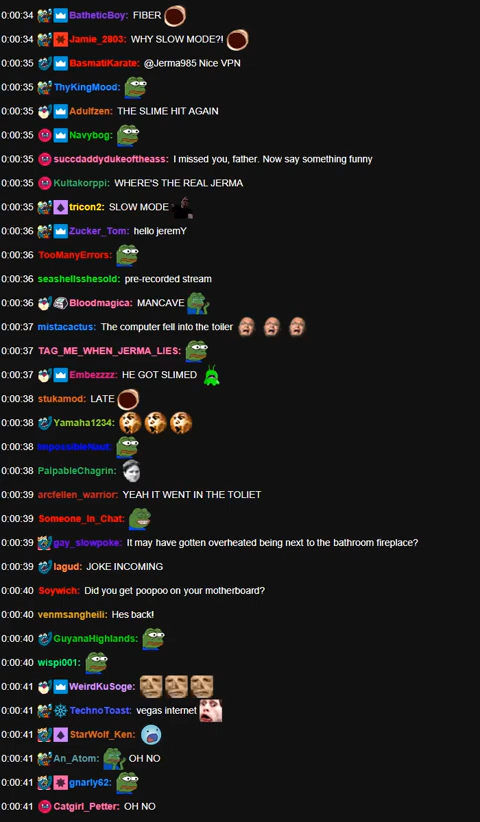 0:00:34 BatheticBoy: FIBER
0:00:34 Jamie_2803: WHY SLOW MODE?!
0:00:35 BasmatiKarate: @Jerma985 Nice VPN
0:00:35 ThyKingMood:
0:00:35 Adulfzen: THE SLIME HIT AGAIN
0:00:35 Navybog:
0:00:35 succdaddydukeoftheass: I missed you, father. Now say something funny
0:00:35 Kultakorppi: WHERE'S THE REAL JERMA
0:00:35 tricon2: SLOW MODE
0:00:36 Zucker_Tom: hello jeremY
0:00:36 TooManyErrors:
0:00:36 seashellsshesold: pre-recorded stream
0:00:36 Bloodmagica: MANCAVE
0:00:37 mistacactus: The computer fell into the toiler
0:00:37 TAG_ME_WHEN_JERMA_LIES:
0:00:37 Embezzzz: HE GOT SLIMED
0:00:38 stukamod: LATE
0:00:38 Yamaha1234:
0:00:38 ImpossibleNaut:
0:00:38 PalpableChagrin:
0:00:39 arcfellen_warrior: YEAH IT WENT IN THE TOLIET
0:00:39 Someone_In_Chat:
0:00:39 gay_slowpoke: It may have gotten overheated being next to the bathroom fireplace?
0:00:39 lagud: JOKE INCOMING
0:00:40 Soywich: Did you get poopoo on your motherboard?
0:00:40 venmsangheili: Hes back!
0:00:40 GuyanaHighlands:
0:00:40 wispi001:
0:00:41 WeirdKuSoge:
0:00:41 TechnoToast: vegas internet
0:00:41 StarWolf_Ken:
0:00:41 An_Atom: OH NO
0:00:41 gnarly62:
0:00:41 Catgirl_Petter: OH NO